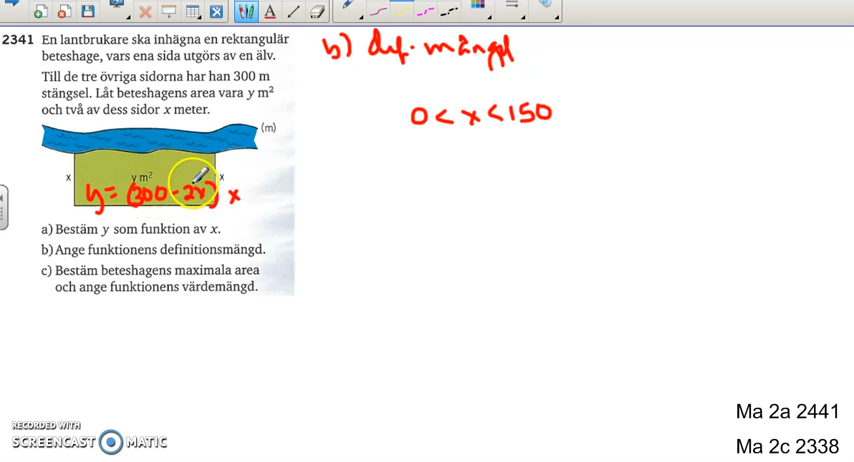 A
2341 En lantbrukare ska inhägna en rektangulär
beteshage, vars ena sida utgörs av en älv.
Till de tre övriga sidorna har han 300 m
stängsel. Låt beteshagens area vara y m²
och två av dess sidor x meter.
(m)
x
y m²
x
y = (300 - 2x) x
a) Bestäm y som funktion av x.
b) Ange funktionens definitionsmängd.
c) Bestäm beteshagens maximala area
och ange funktionens värdemängd.
b) def. mängd
0 < x < 150
Ma 2a 2441
Ma 2c 2338
RECORDED WITH
SCREENCAST MATIC